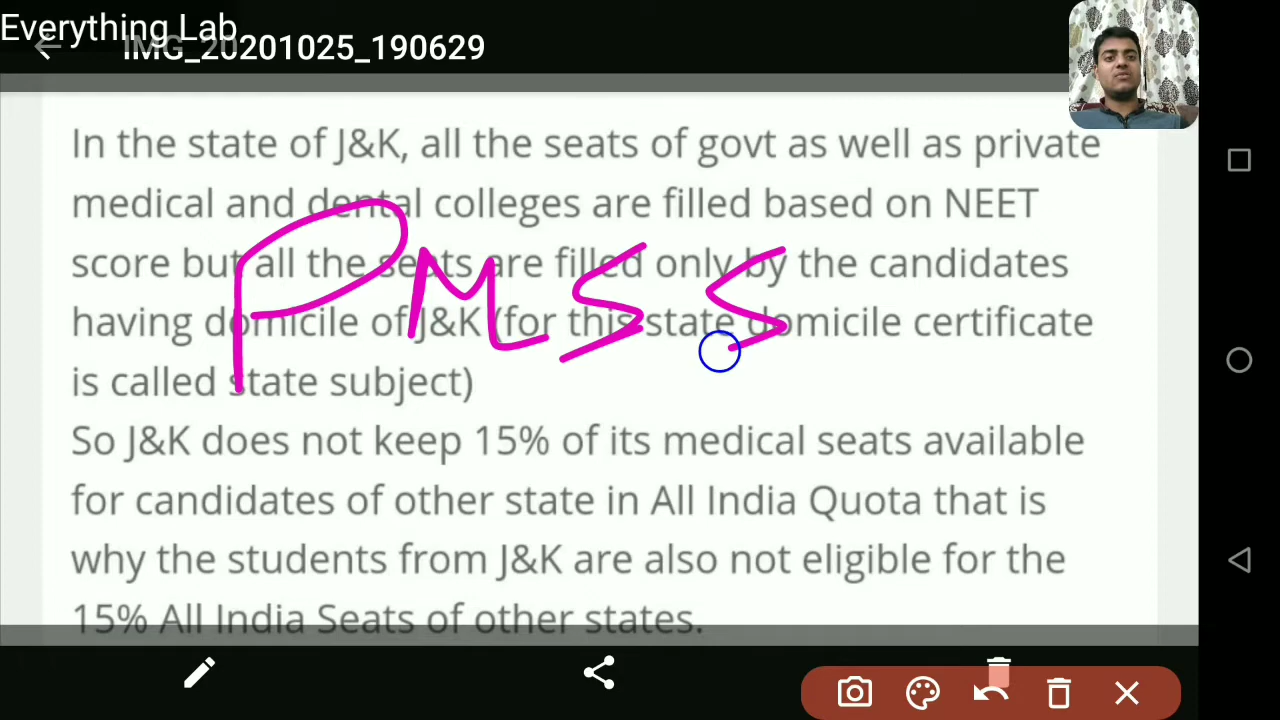 Everything Lab
IMG_20201025_190629
In the state of J&K, all the seats of govt as well as private
medical and dental colleges are filled based on NEET
score but all the seats are filled only by the candidates
having domicile of J&K (for this state domicile certificate
is called state subject)
PMSS
So J&K does not keep 15% of its medical seats available
for candidates of other state in All India Quota that is
why the students from J&K are also not eligible for the
15% All India Seats of other states.